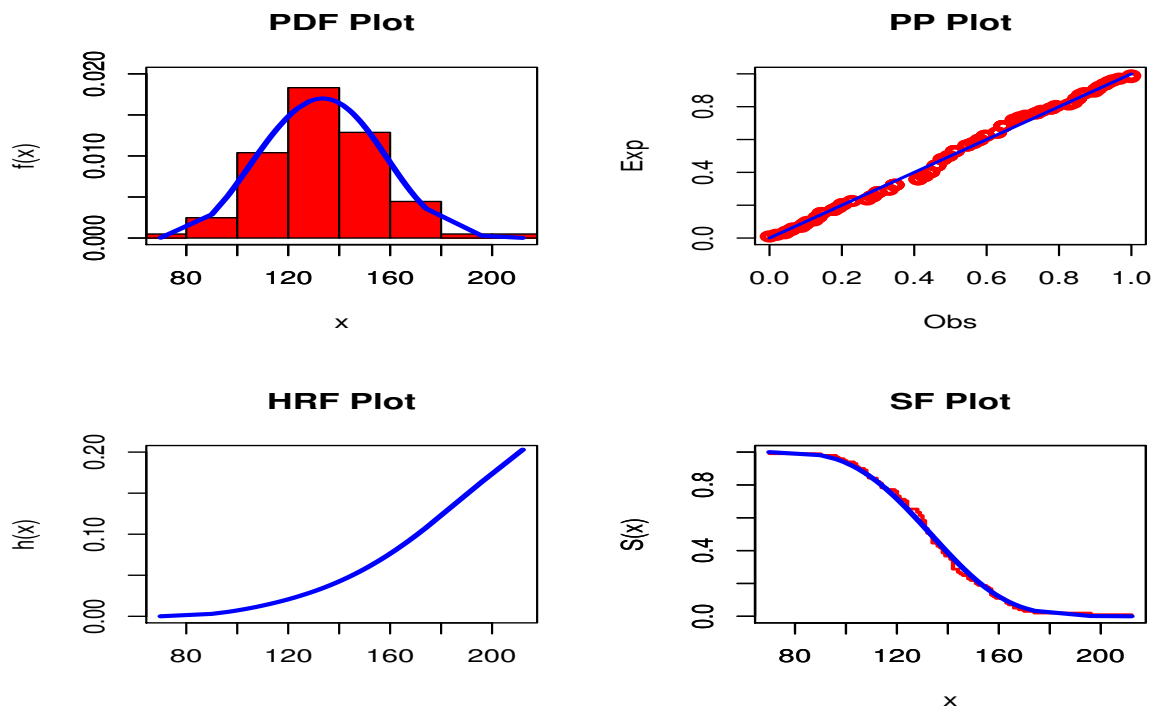 PDF Plot
f(x)
0.020
0.010
0.000
80 120 160 200
x
PP Plot
Exp
0.8
0.4
0.0
0.0 0.2 0.4 0.6 0.8 1.0
Obs
HRF Plot
h(x)
0.20
0.10
0.00
80 120 160 200
SF Plot
S(x)
0.8
0.4
0.0
80 120 160 200
x